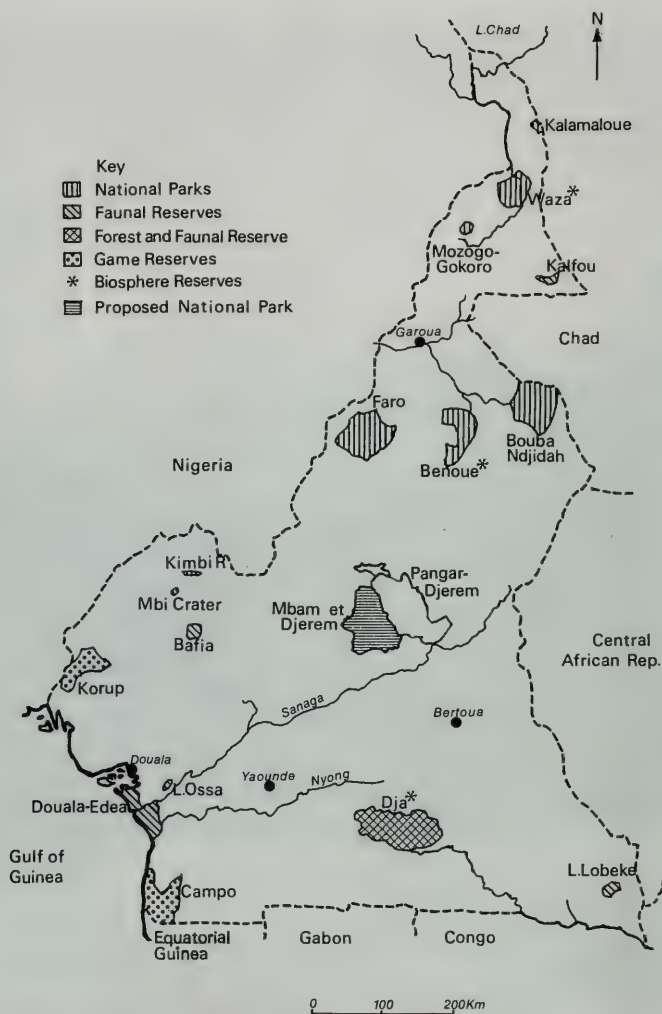 N
L.Chad
Kalamaloue
Key
National Parks
Faunal Reserves
Forest and Faunal Reserve
Game Reserves
* Biosphere Reserves
Proposed National Park
Waza*
Mozogo-
Gokoro
Kalfou
Garoua
Chad
Faro
Benoue*
Bouba
Ndjidah
Nigeria
Kimbi R
Mbi Crater
Bafia
Pangar-
Djerem
Mbam et
Djerem
Central
African Rep.
Korup
Sanaga
Bertoua
Douala
L.Ossa
Yaounde
Nyong
Douala-Edea
Dja*
Gulf of
Guinea
L.Lobeke
Campo
Equatorial
Guinea
Gabon
Congo
0 100 200Km